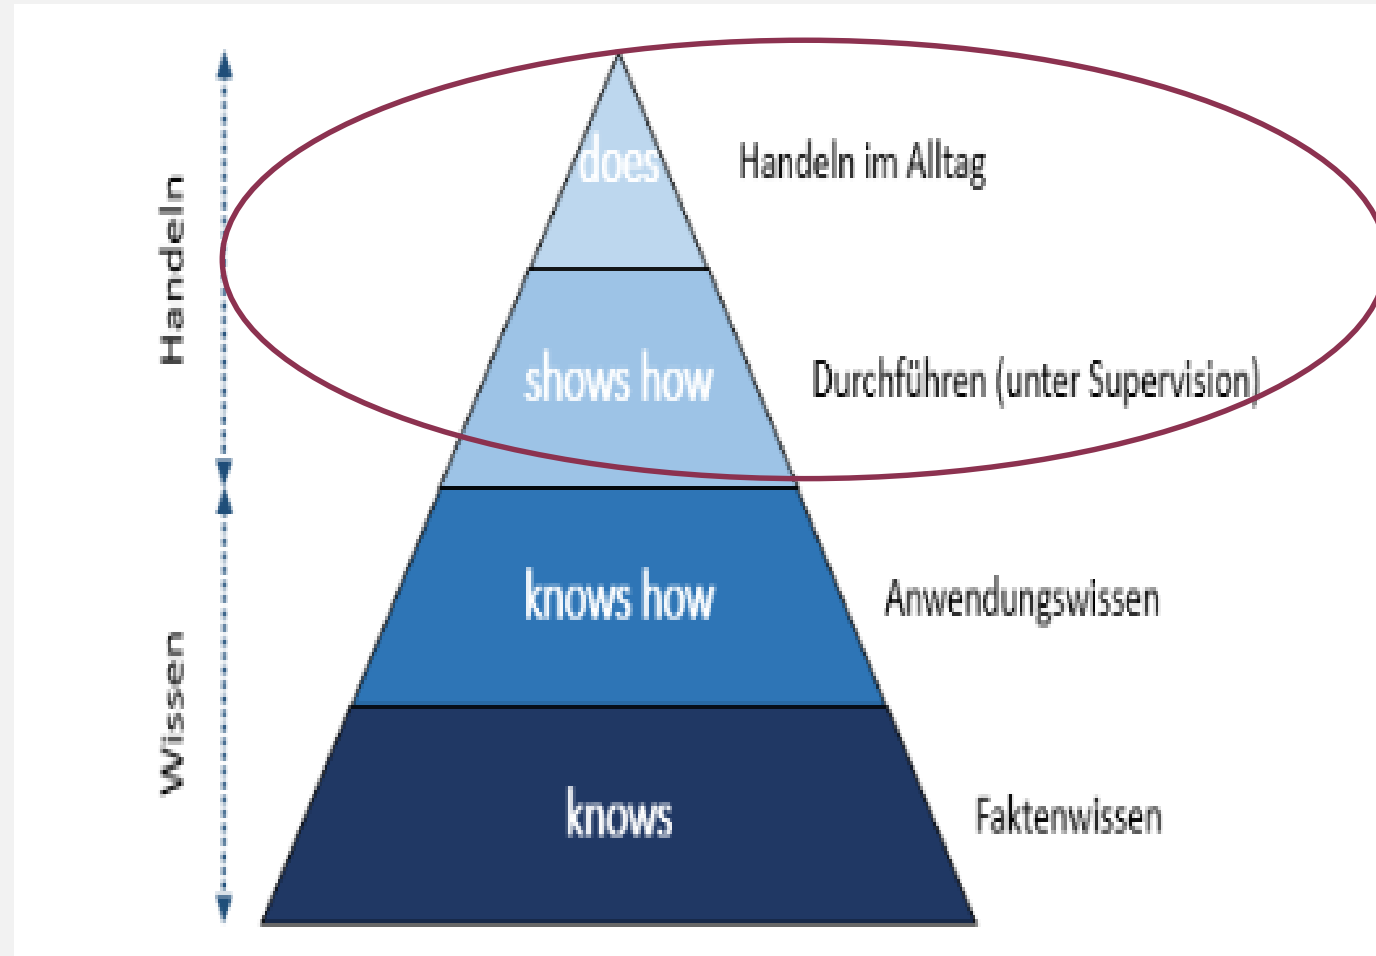 does
Handeln im Alltag
Handeln
shows how
Durchführen (unter Supervision)
knows how
Anwendungswissen
Wissen
knows
Faktenwissen